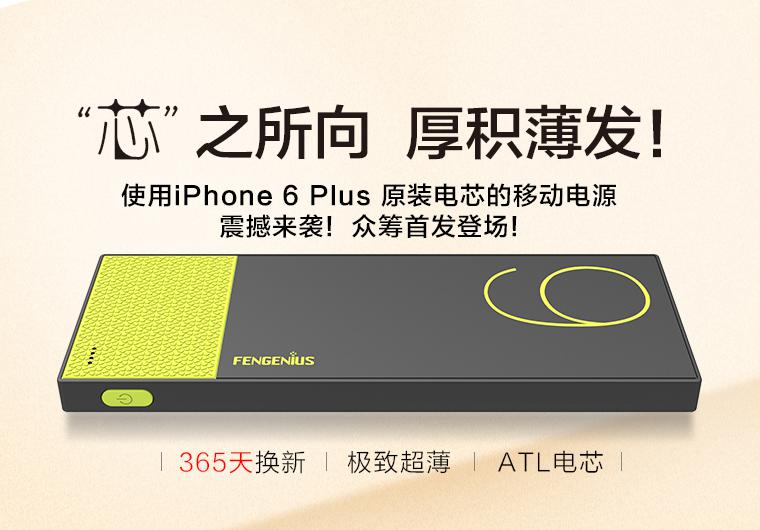 “芯”之所向 厚积薄发！
使用iPhone 6 Plus 原装电芯的移动电源
震撼来袭！众筹首发登场！
6
FENGENIUS
365天换新 | 极致超薄 | ATL电芯